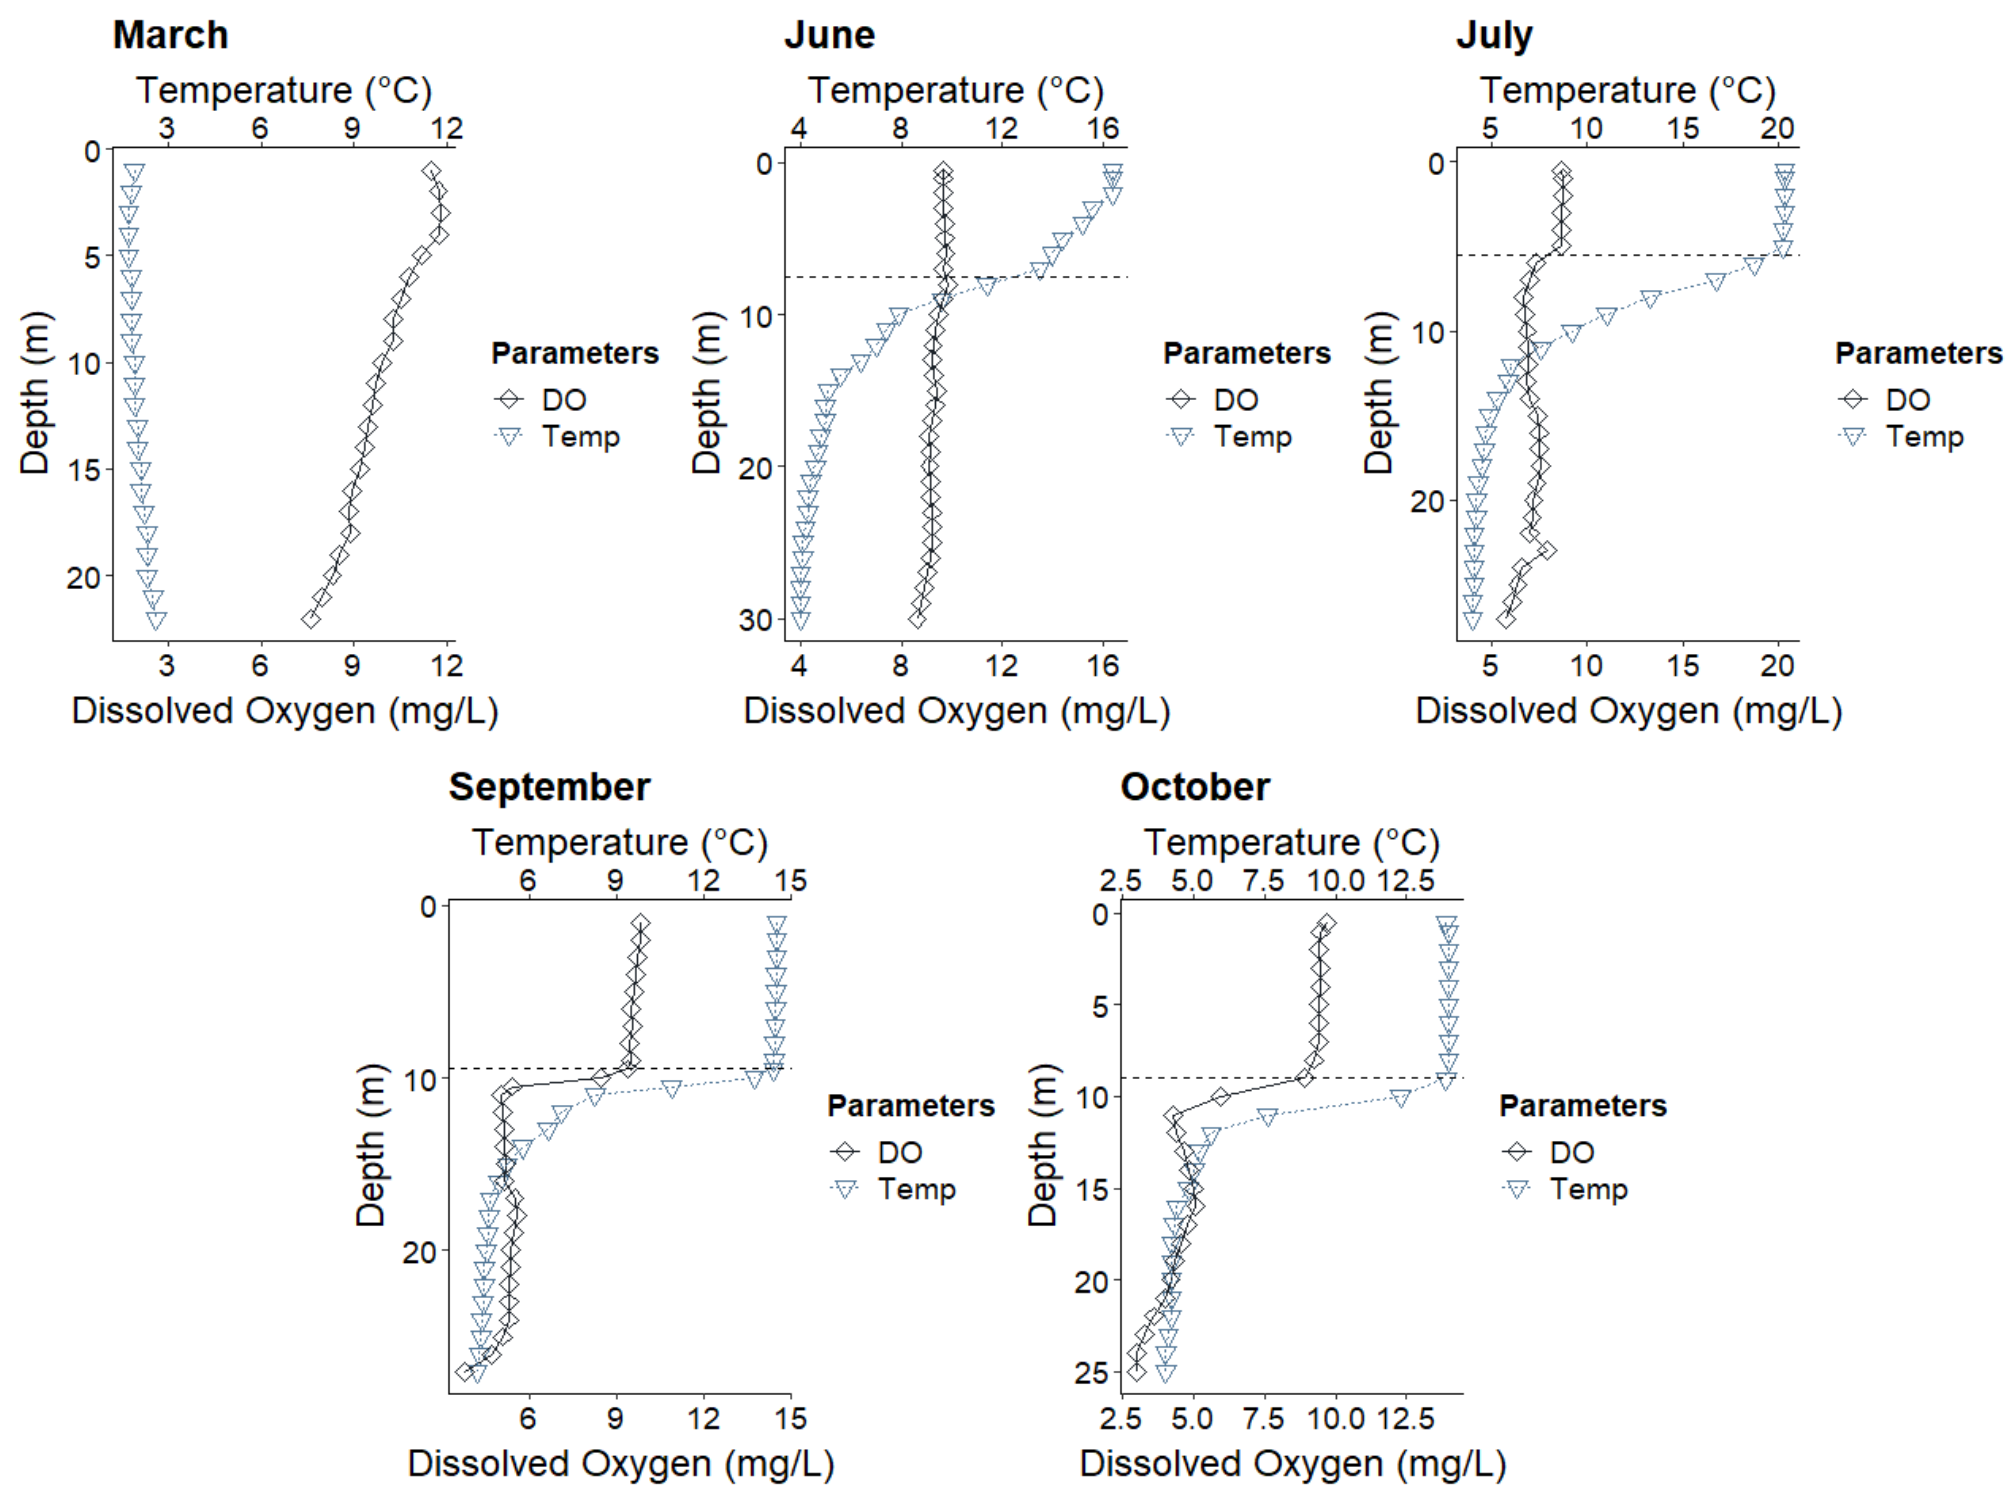 March
Temperature (°C)
3 6 9 12
0
5
10
15
20
Depth (m)
3 6 9 12
Dissolved Oxygen (mg/L)
Parameters
DO
Temp
June
Temperature (°C)
4 8 12 16
0
10
20
30
Depth (m)
4 8 12 16
Dissolved Oxygen (mg/L)
Parameters
DO
Temp
July
Temperature (°C)
5 10 15 20
0
10
20
Depth (m)
5 10 15 20
Dissolved Oxygen (mg/L)
Parameters
DO
Temp
September
Temperature (°C)
6 9 12 15
0
10
20
Depth (m)
6 9 12 15
Dissolved Oxygen (mg/L)
Parameters
DO
Temp
October
Temperature (°C)
2.5 5.0 7.5 10.0 12.5
0
5
10
15
20
25
Depth (m)
2.5 5.0 7.5 10.0 12.5
Dissolved Oxygen (mg/L)
Parameters
DO
Temp